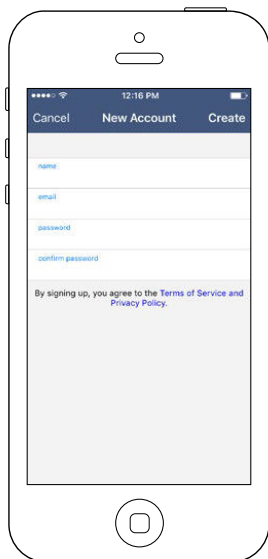 12:16 PM
Cancel New Account Create
name
email
password
confirm password
By signing up, you agree to the Terms of Service and
Privacy Policy.